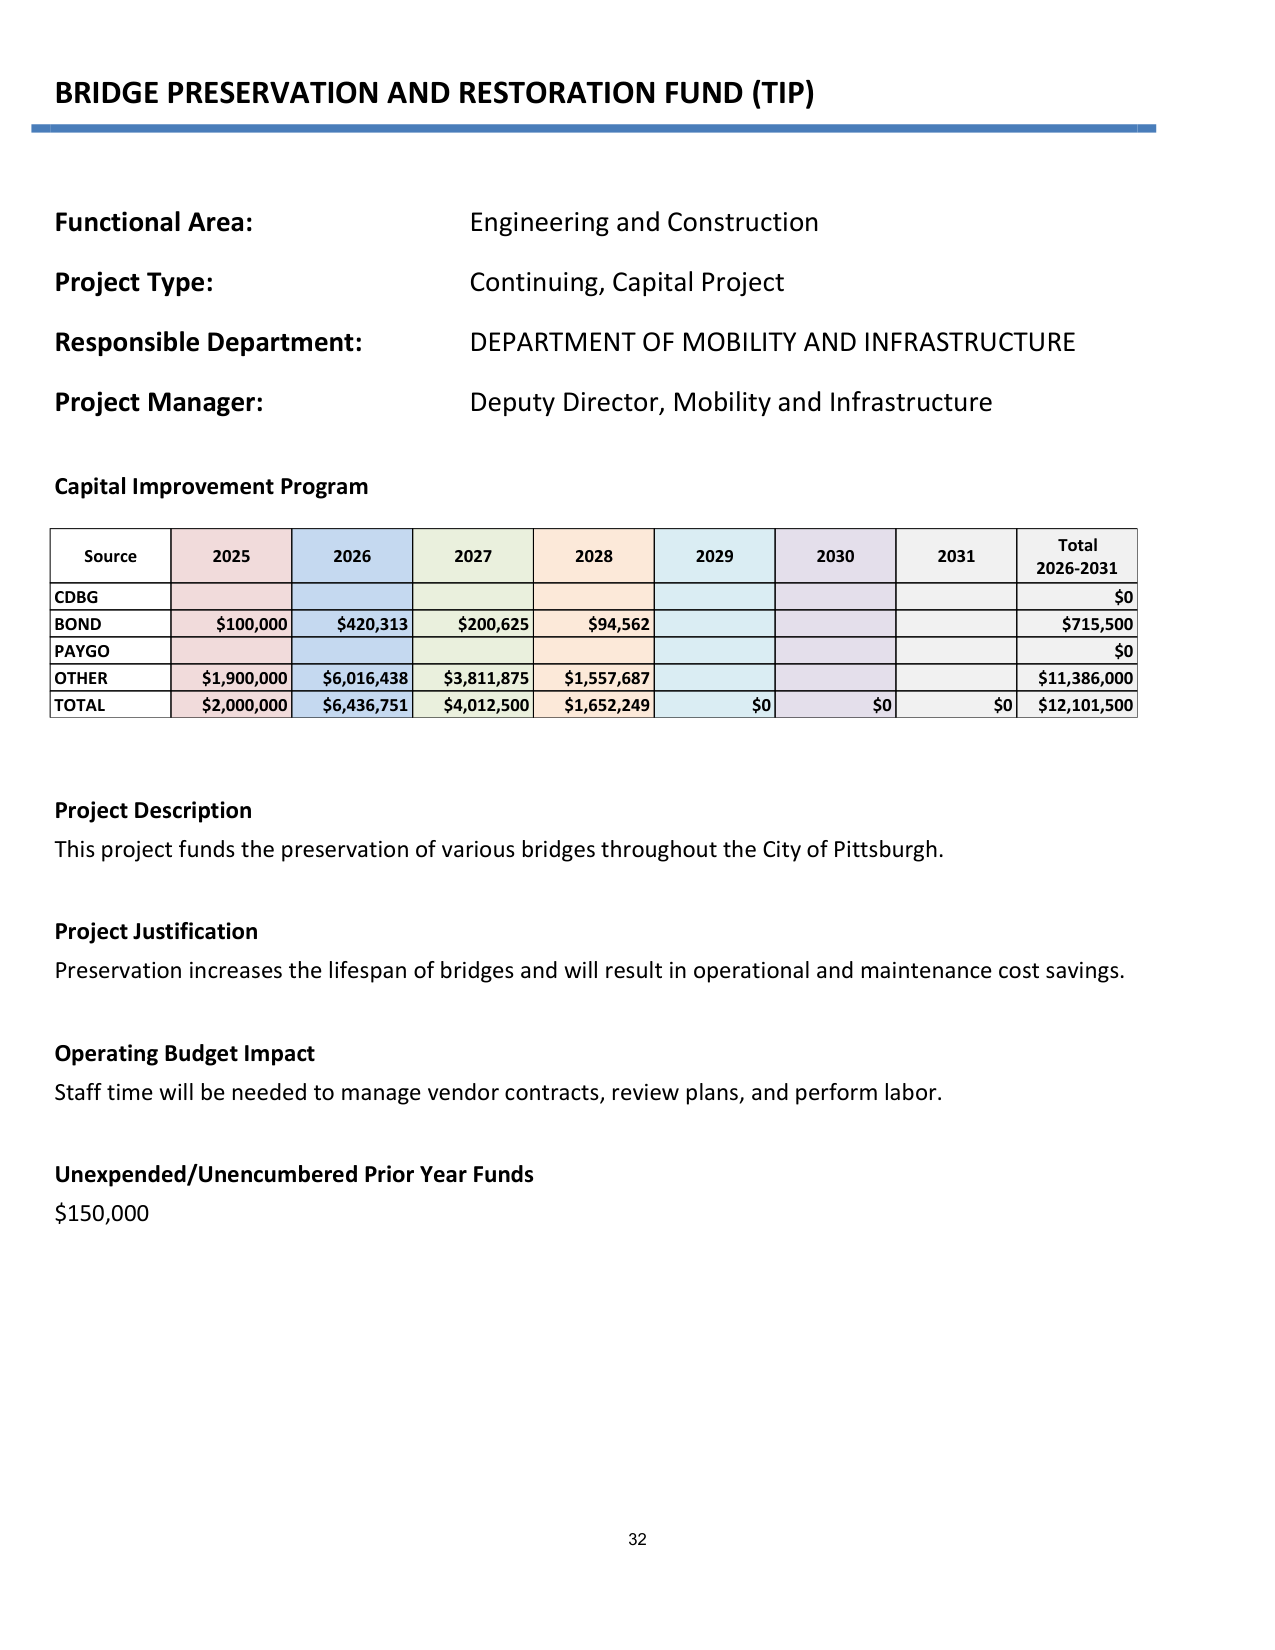 BRIDGE PRESERVATION AND RESTORATION FUND (TIP)
Functional Area: Engineering and Construction
Project Type: Continuing, Capital Project
Responsible Department: DEPARTMENT OF MOBILITY AND INFRASTRUCTURE
Project Manager: Deputy Director, Mobility and Infrastructure
Capital Improvement Program
Source 2025 2026 2027 2028 2029 2030 2031 Total 2026-2031
CDBG $0
BOND $100,000 $420,313 $200,625 $94,562 $715,500
PAYGO $0
OTHER $1,900,000 $6,016,438 $3,811,875 $1,557,687 $11,386,000
TOTAL $2,000,000 $6,436,751 $4,012,500 $1,652,249 $0 $0 $0 $12,101,500
Project Description
This project funds the preservation of various bridges throughout the City of Pittsburgh.
Project Justification
Preservation increases the lifespan of bridges and will result in operational and maintenance cost savings.
Operating Budget Impact
Staff time will be needed to manage vendor contracts, review plans, and perform labor.
Unexpended/Unencumbered Prior Year Funds
$150,000
32